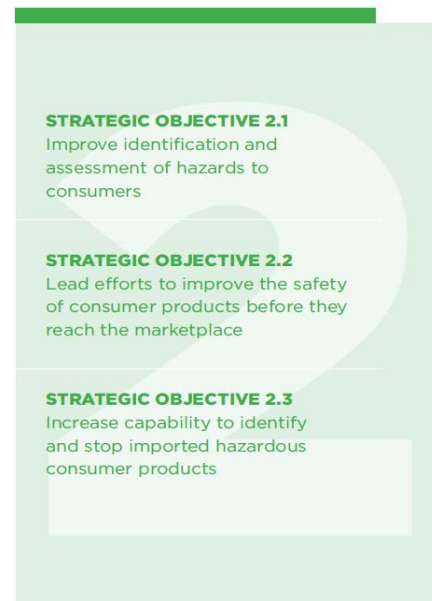 STRATEGIC OBJECTIVE 2.1
Improve identification and
assessment of hazards to
consumers
STRATEGIC OBJECTIVE 2.2
Lead efforts to improve the safety
of consumer products before they
reach the marketplace
STRATEGIC OBJECTIVE 2.3
Increase capability to identify
and stop imported hazardous
consumer products
2